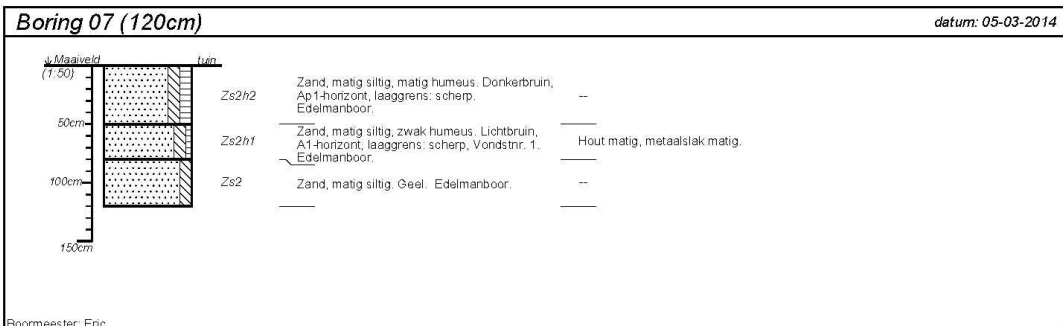 Boring 07 (120cm)
datum: 05-03-2014
↓ Maaiveld
tuin
(1:50)
Zs2h2
Zand, matig siltig, matig humeus. Donkerbruin,
Ap1-horizont, laaggrens: scherp.
Edelmanboor.
--
50cm
Zs2h1
Zand, matig siltig, zwak humeus. Lichtbruin,
A1-horizont, laaggrens: scherp, Vondstnr. 1.
Edelmanboor.
Hout matig, metaalslak matig.
100cm
Zs2
Zand, matig siltig. Geel. Edelmanboor.
--
150cm
Boormeester: Eric